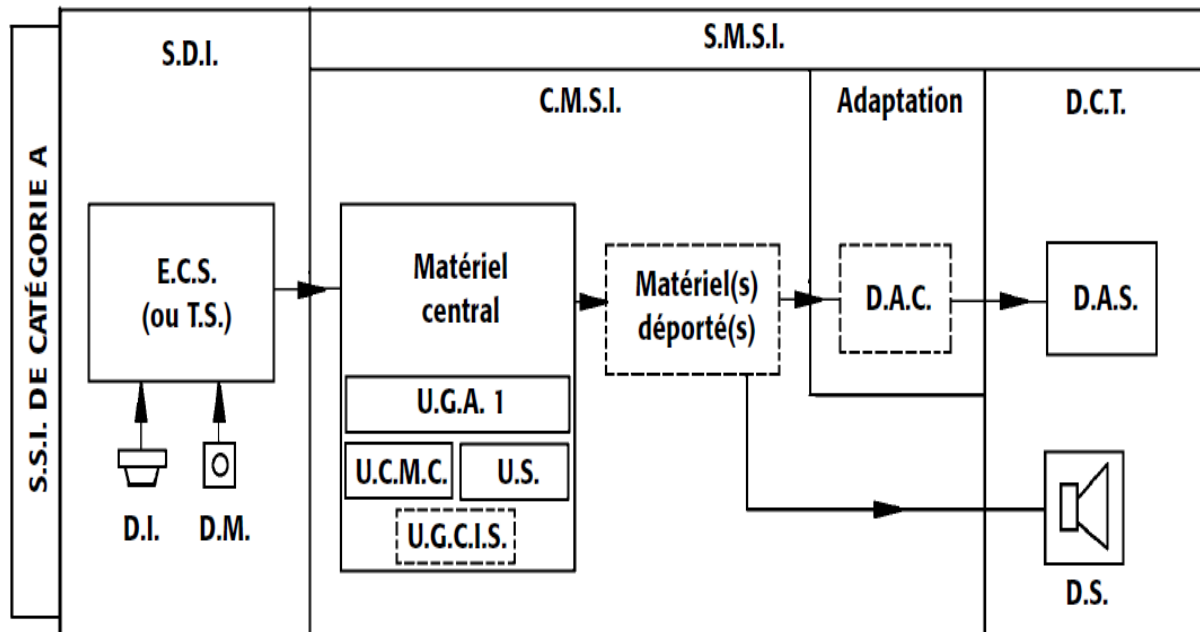 S.S.I. DE CATÉGORIE A
S.D.I.
S.M.S.I.
C.M.S.I.
Adaptation
D.C.T.
E.C.S.
(ou T.S.)
Matériel
central
Matériel(s)
déporté(s)
D.A.C.
D.A.S.
U.G.A. 1
U.C.M.C.
U.S.
U.G.C.I.S.
D.I.
D.M.
D.S.